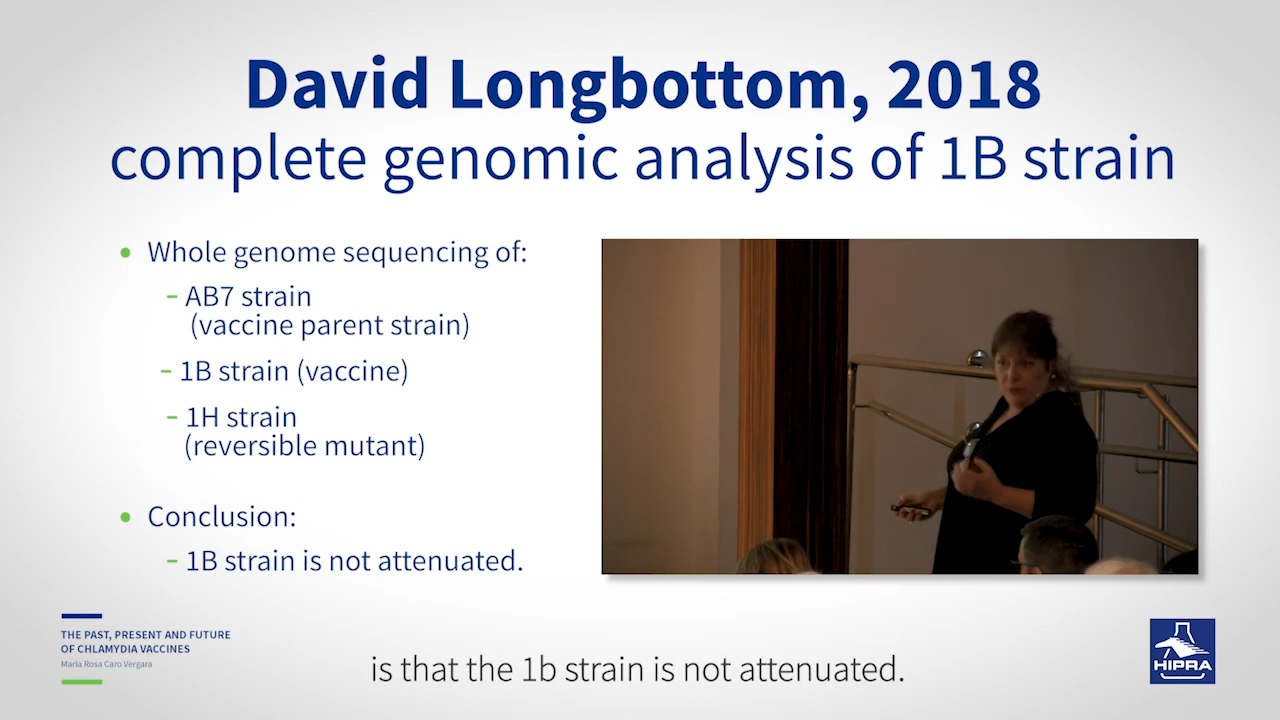 David Longbottom, 2018
complete genomic analysis of 1B strain
• Whole genome sequencing of:
– AB7 strain
(vaccine parent strain)
– 1B strain (vaccine)
– 1H strain
(reversible mutant)
• Conclusion:
– 1B strain is not attenuated.
THE PAST, PRESENT AND FUTURE
OF CHLAMYDIA VACCINES
Maria Rosa Caro Vergara
HIPRA
is that the 1b strain is not attenuated.